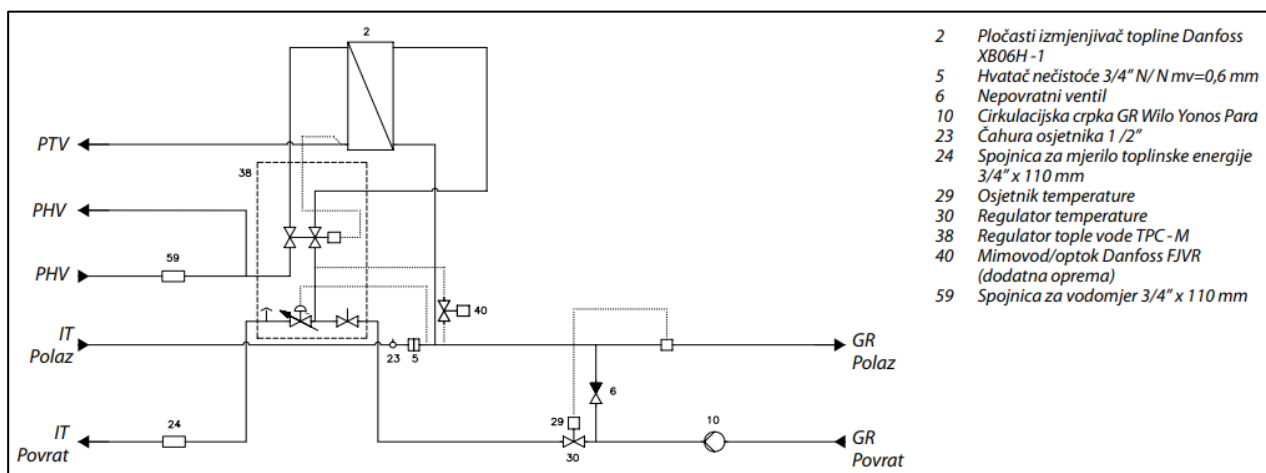 2
PTV
38
PHV
PHV
59
40
IT
Polaz
23
5
GR
Polaz
6
24
29
10
IT
Povrat
30
GR
Povrat
2 Pločasti izmjenjivač topline Danfoss
XB06H -1
5 Hvatač nečistoće 3/4" N/ N mv=0,6 mm
6 Nepovratni ventil
10 Cirkulacijska crpka GR Wilo Yonos Para
23 Čahura osjetnika 1 /2"
24 Spojnica za mjerilo toplinske energije
3/4" x 110 mm
29 Osjetnik temperature
30 Regulator temperature
38 Regulator tople vode TPC - M
40 Mimovod/optok Danfoss FJVR
(dodatna oprema)
59 Spojnica za vodomjer 3/4" x 110 mm